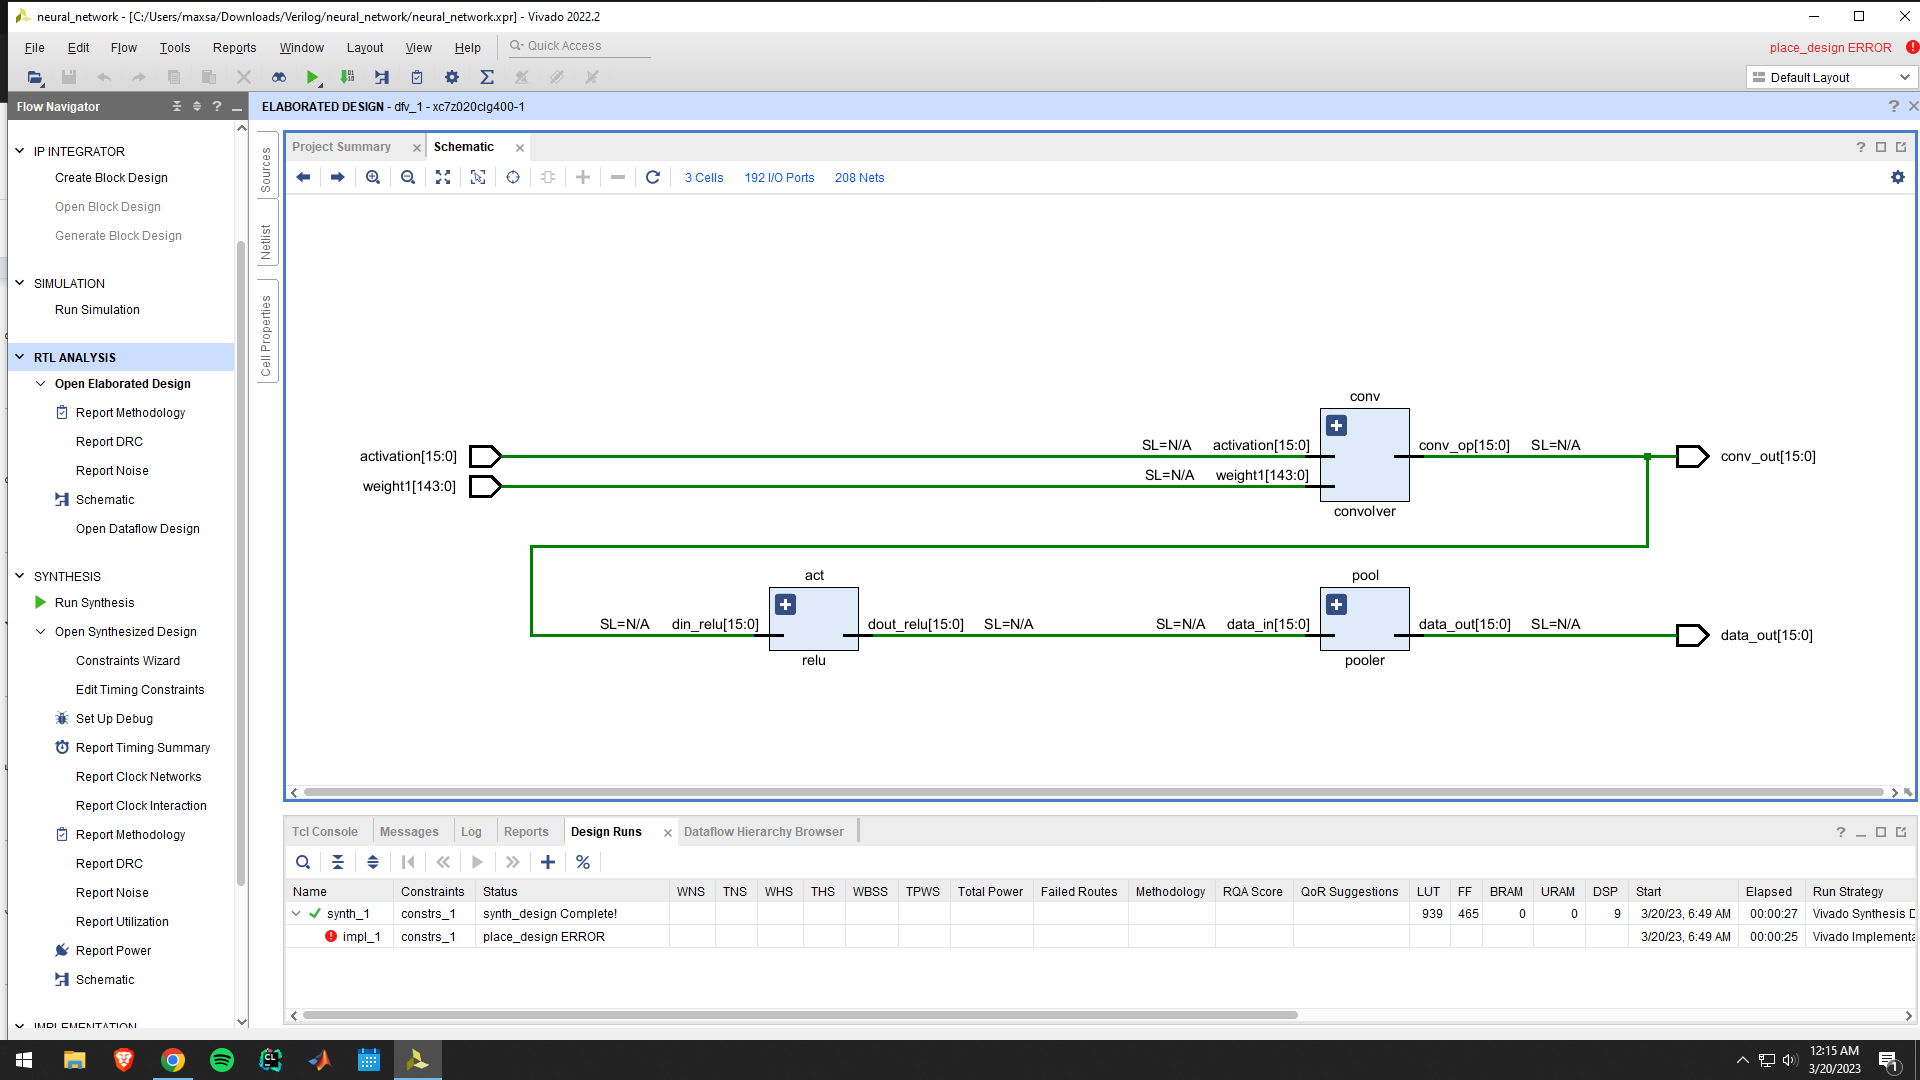 neural_network - [C:/Users/maxsa/Downloads/Verilog/neural_network/neural_network.xpr] - Vivado 2022.2
File Edit Flow Tools Reports Window Layout View Help Quick Access
place_design ERROR
Default Layout
Flow Navigator
ELABORATED DESIGN - dfv_1 - xc7z020clg400-1
IP INTEGRATOR
Create Block Design
Open Block Design
Generate Block Design
SIMULATION
Run Simulation
RTL ANALYSIS
Open Elaborated Design
Report Methodology
Report DRC
Report Noise
Schematic
Open Dataflow Design
SYNTHESIS
Run Synthesis
Open Synthesized Design
Constraints Wizard
Edit Timing Constraints
Set Up Debug
Report Timing Summary
Report Clock Networks
Report Clock Interaction
Report Methodology
Report DRC
Report Noise
Report Utilization
Report Power
Schematic
IMPLEMENTATION
Sources
Netlist
Cell Properties
Project Summary Schematic
3 Cells 192 I/O Ports 208 Nets
conv
activation[15:0] SL=N/A activation[15:0] conv_op[15:0] SL=N/A conv_out[15:0]
weight1[143:0] SL=N/A weight1[143:0]
convolver
act pool
SL=N/A din_relu[15:0] dout_relu[15:0] SL=N/A SL=N/A data_in[15:0] data_out[15:0] SL=N/A data_out[15:0]
relu pooler
Tcl Console Messages Log Reports Design Runs Dataflow Hierarchy Browser
Name Constraints Status WNS TNS WHS THS WBSS TPWS Total Power Failed Routes Methodology RQA Score QoR Suggestions LUT FF BRAM URAM DSP Start Elapsed Run Strategy
synth_1 constrs_1 synth_design Complete! 939 465 0 0 9 3/20/23, 6:49 AM 00:00:27 Vivado Synthesis D
impl_1 constrs_1 place_design ERROR 3/20/23, 6:49 AM 00:00:25 Vivado Implementa
12:15 AM
3/20/2023
1